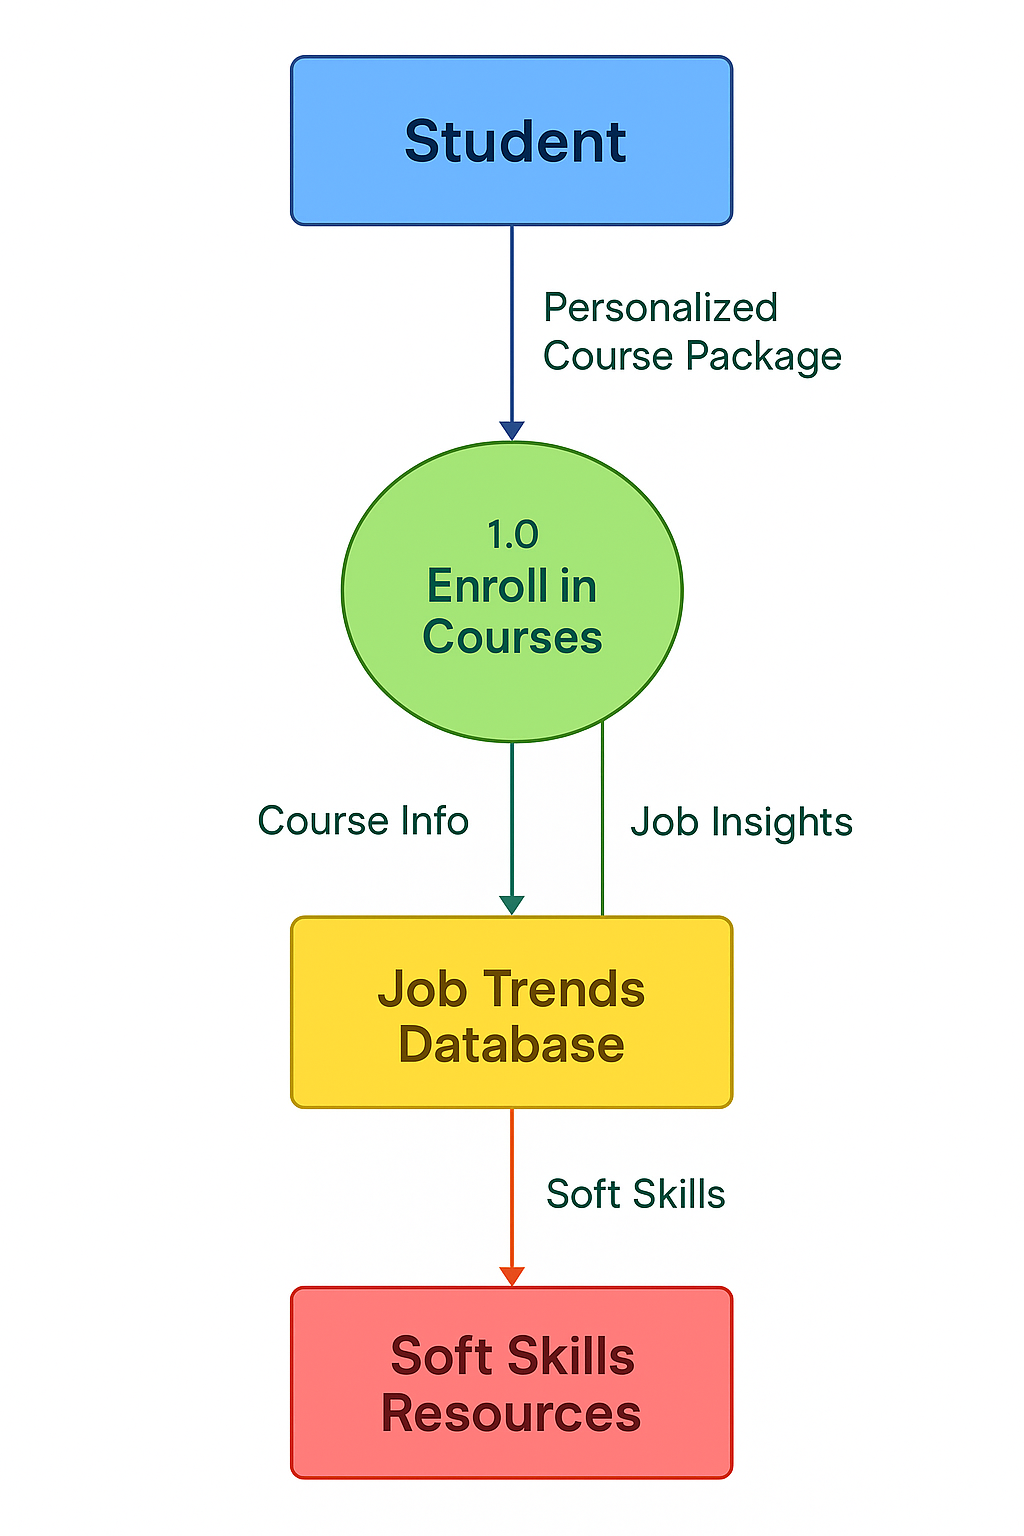 Student
Personalized
Course Package
1.0
Enroll in
Courses
Course Info
Job Insights
Job Trends
Database
Soft Skills
Soft Skills
Resources